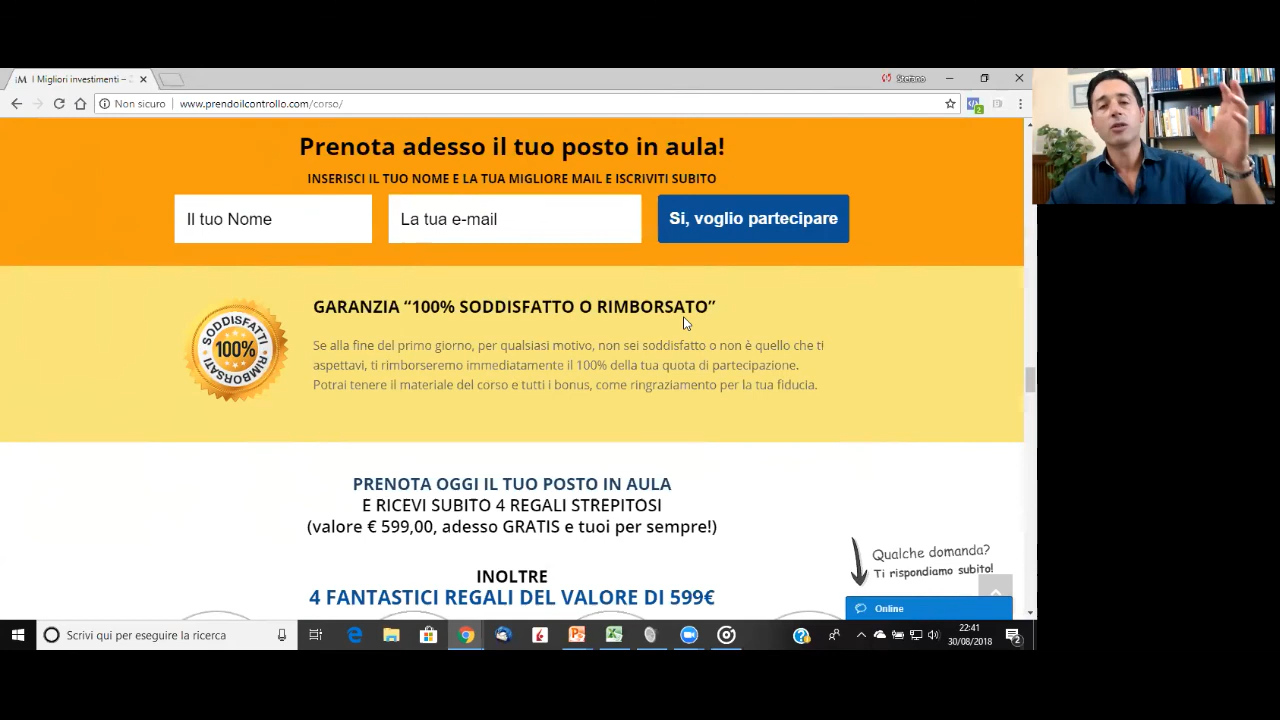 I Migliori investimenti –
Stefano
Non sicuro
www.prendoilcontrollo.com/corso/
2
Prenota adesso il tuo posto in aula!
INSERISCI IL TUO NOME E LA TUA MIGLIORE MAIL E ISCRIVITI SUBITO
Il tuo Nome
La tua e-mail
Si, voglio partecipare
SODDISFATTI
100%
RIMBORSATI
GARANZIA “100% SODDISFATTO O RIMBORSATO”
Se alla fine del primo giorno, per qualsiasi motivo, non sei soddisfatto o non è quello che ti
aspettavi, ti rimborseremo immediatamente il 100% della tua quota di partecipazione.
Potrai tenere il materiale del corso e tutti i bonus, come ringraziamento per la tua fiducia.
PRENOTA OGGI IL TUO POSTO IN AULA
E RICEVI SUBITO 4 REGALI STREPITOSI
(valore € 599,00, adesso GRATIS e tuoi per sempre!)
INOLTRE
4 FANTASTICI REGALI DEL VALORE DI 599€
Qualche domanda?
Ti rispondiamo subito!
Online
Scrivi qui per eseguire la ricerca
22:41
30/08/2018
2